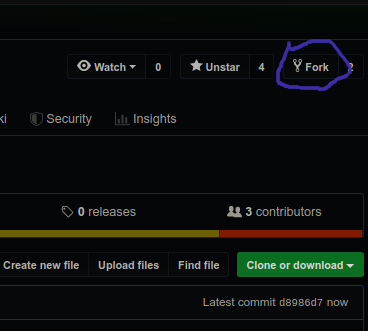 Watch 0 Unstar 4 Fork 2
ki Security Insights
0 releases 3 contributors
Create new file Upload files Find file Clone or download
Latest commit d8986d7 now